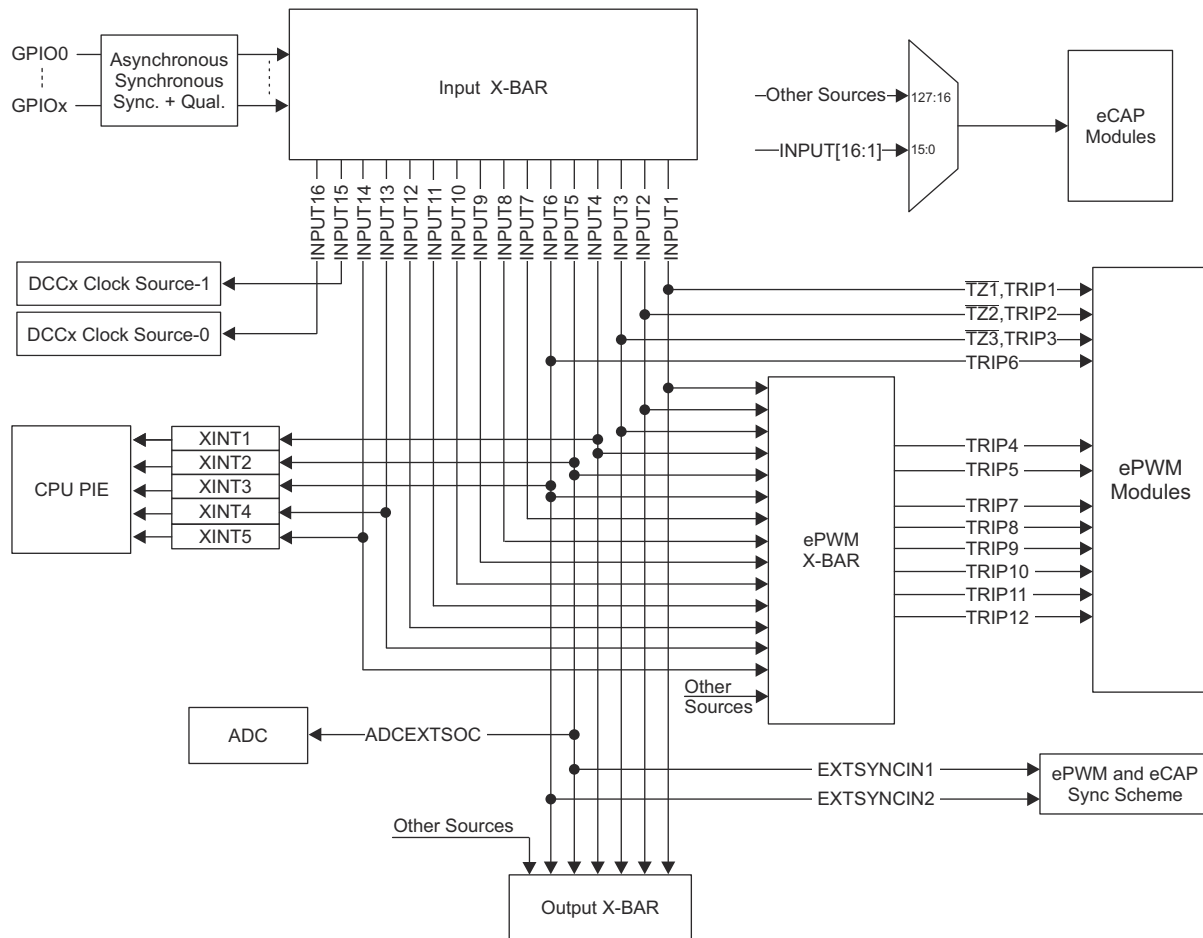 GPIO0
GPIOx
Asynchronous
Synchronous
Sync. + Qual.
Input X-BAR
Other Sources
127:16
INPUT[16:1]
15:0
eCAP
Modules
INPUT16
INPUT15
INPUT14
INPUT13
INPUT12
INPUT11
INPUT10
INPUT9
INPUT8
INPUT7
INPUT6
INPUT5
INPUT4
INPUT3
INPUT2
INPUT1
DCCx Clock Source-1
DCCx Clock Source-0
TZ1,TRIP1
TZ2,TRIP2
TZ3,TRIP3
TRIP6
CPU PIE
XINT1
XINT2
XINT3
XINT4
XINT5
ePWM
X-BAR
TRIP4
TRIP5
TRIP7
TRIP8
TRIP9
TRIP10
TRIP11
TRIP12
ePWM
Modules
Other
Sources
ADC
ADCEXTSOC
EXTSYNCIN1
EXTSYNCIN2
ePWM and eCAP
Sync Scheme
Other Sources
Output X-BAR